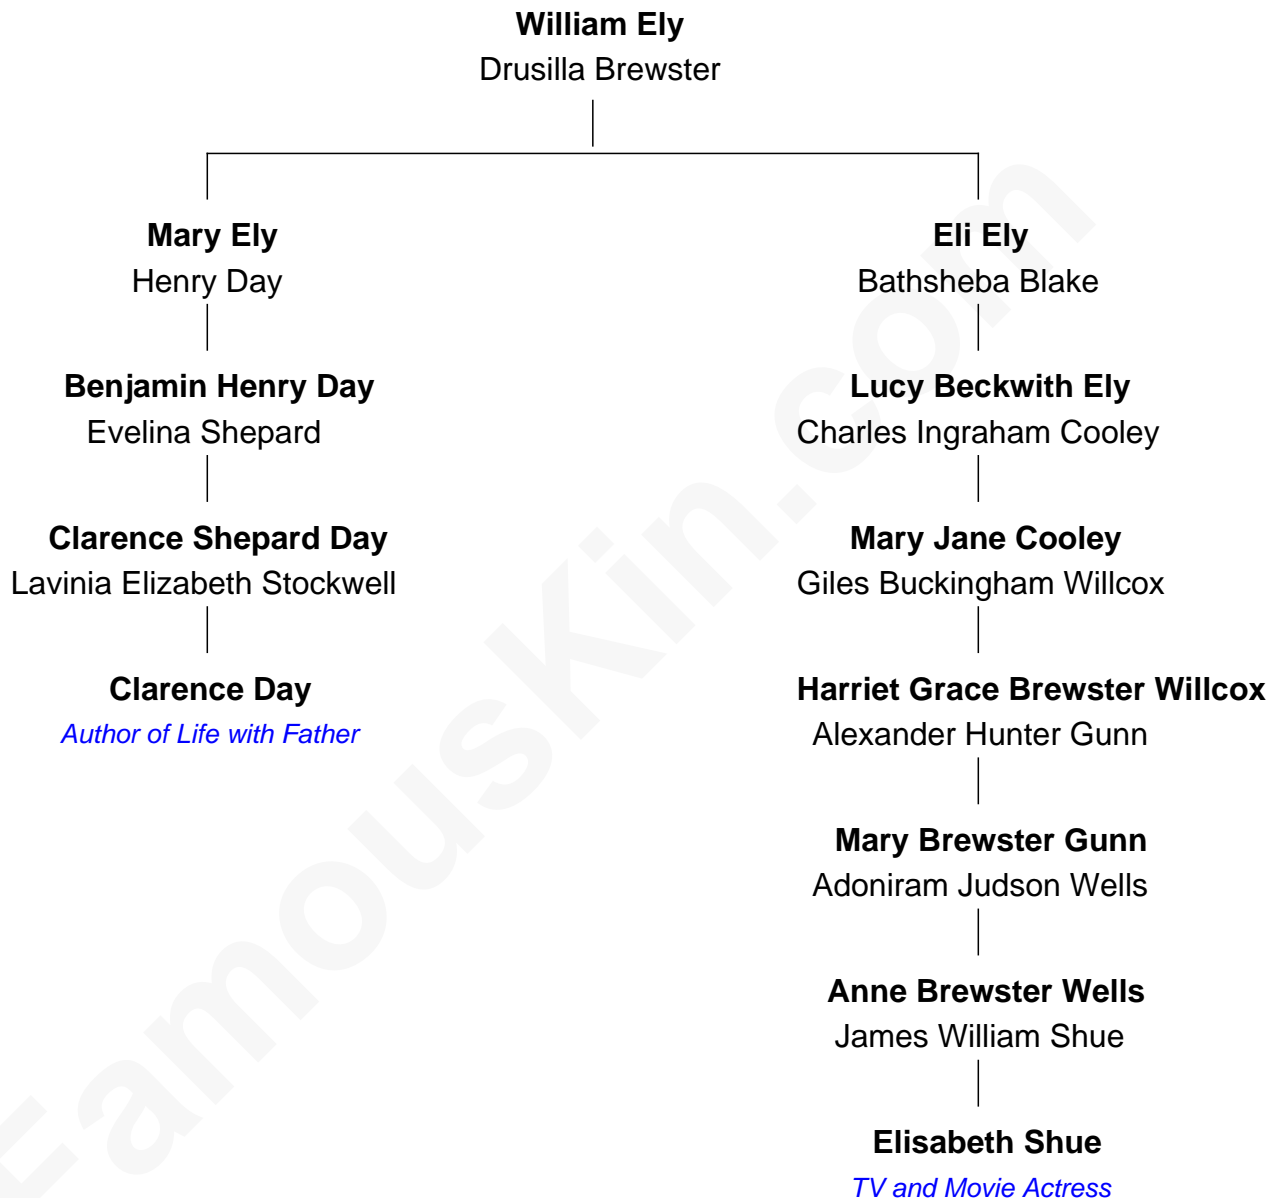 William Ely
Drusilla Brewster
Mary Ely
Henry Day
Eli Ely
Bathsheba Blake
Benjamin Henry Day
Evelina Shepard
Lucy Beckwith Ely
Charles Ingraham Cooley
Clarence Shepard Day
Lavinia Elizabeth Stockwell
Mary Jane Cooley
Giles Buckingham Willcox
Clarence Day
Author of Life with Father
Harriet Grace Brewster Willcox
Alexander Hunter Gunn
Mary Brewster Gunn
Adoniram Judson Wells
Anne Brewster Wells
James William Shue
Elisabeth Shue
TV and Movie Actress
FamousKin.com